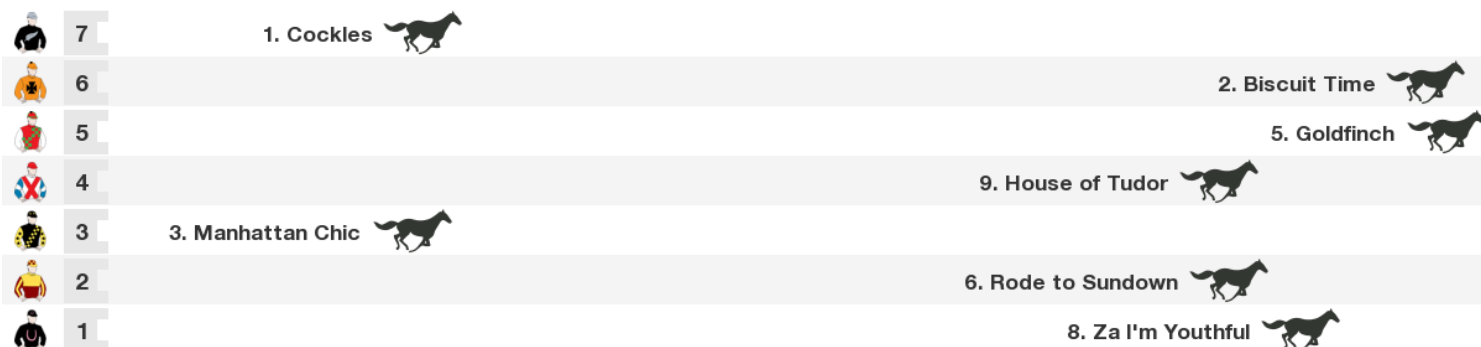 7 1. Cockles
6 2. Biscuit Time
5 5. Goldfinch
4 9. House of Tudor
3 3. Manhattan Chic
2 6. Rode to Sundown
1 8. Za I'm Youthful